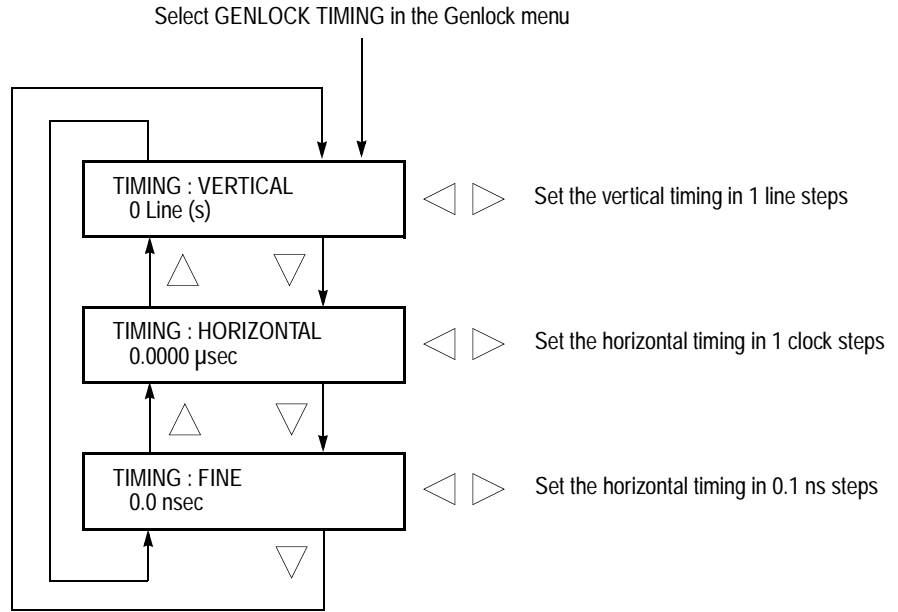 Select GENLOCK TIMING in the Genlock menu
TIMING : VERTICAL
0 Line (s)
Set the vertical timing in 1 line steps
TIMING : HORIZONTAL
0.0000 µsec
Set the horizontal timing in 1 clock steps
TIMING : FINE
0.0 nsec
Set the horizontal timing in 0.1 ns steps